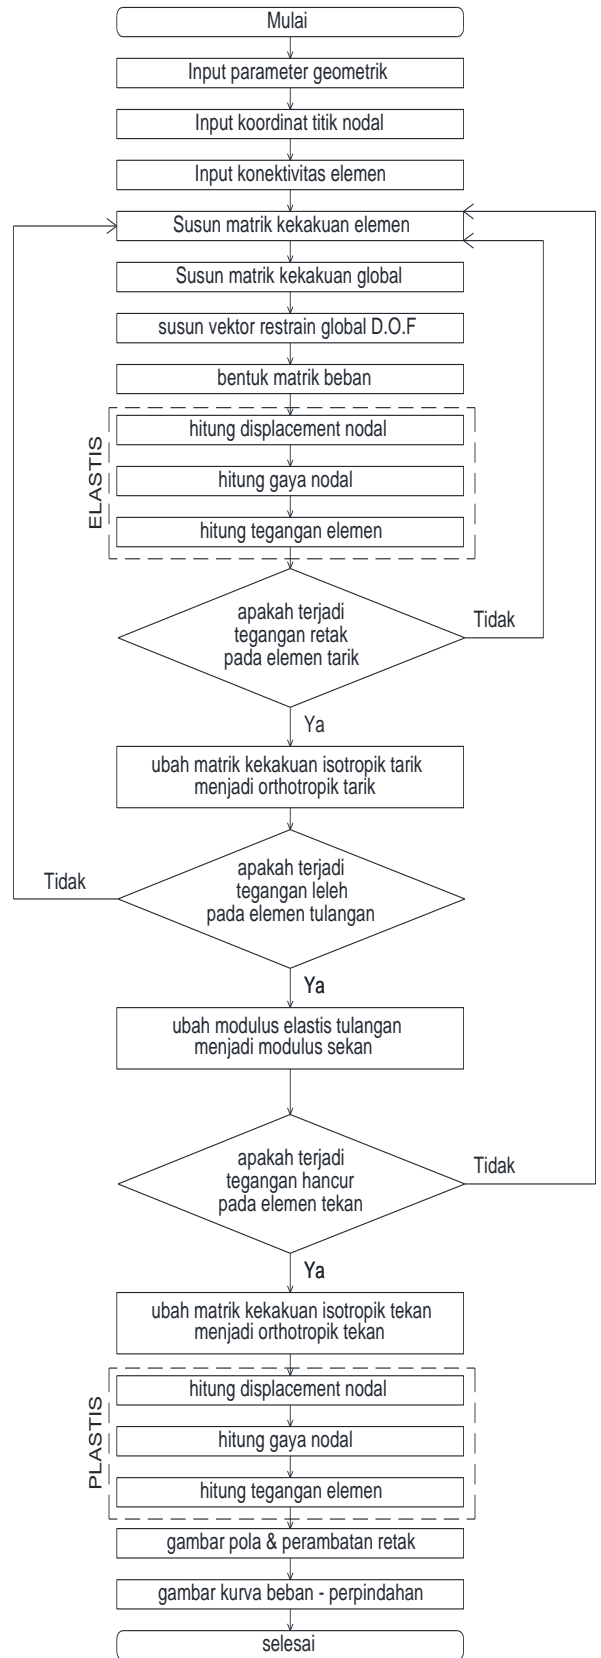 Mulai
Input parameter geometrik
Input koordinat titik nodal
Input konektivitas elemen
Susun matrik kekakuan elemen
Susun matrik kekakuan global
susun vektor restrain global D.O.F
bentuk matrik beban
ELASTIS
hitung displacement nodal
hitung gaya nodal
hitung tegangan elemen
apakah terjadi
tegangan retak
pada elemen tarik
Tidak
Ya
ubah matrik kekakuan isotropik tarik
menjadi orthotropik tarik
apakah terjadi
tegangan leleh
pada elemen tulangan
Tidak
Ya
ubah modulus elastis tulangan
menjadi modulus sekan
apakah terjadi
tegangan hancur
pada elemen tekan
Tidak
Ya
ubah matrik kekakuan isotropik tekan
menjadi orthotropik tekan
PLASTIS
hitung displacement nodal
hitung gaya nodal
hitung tegangan elemen
gambar pola & perambatan retak
gambar kurva beban - perpindahan
selesai